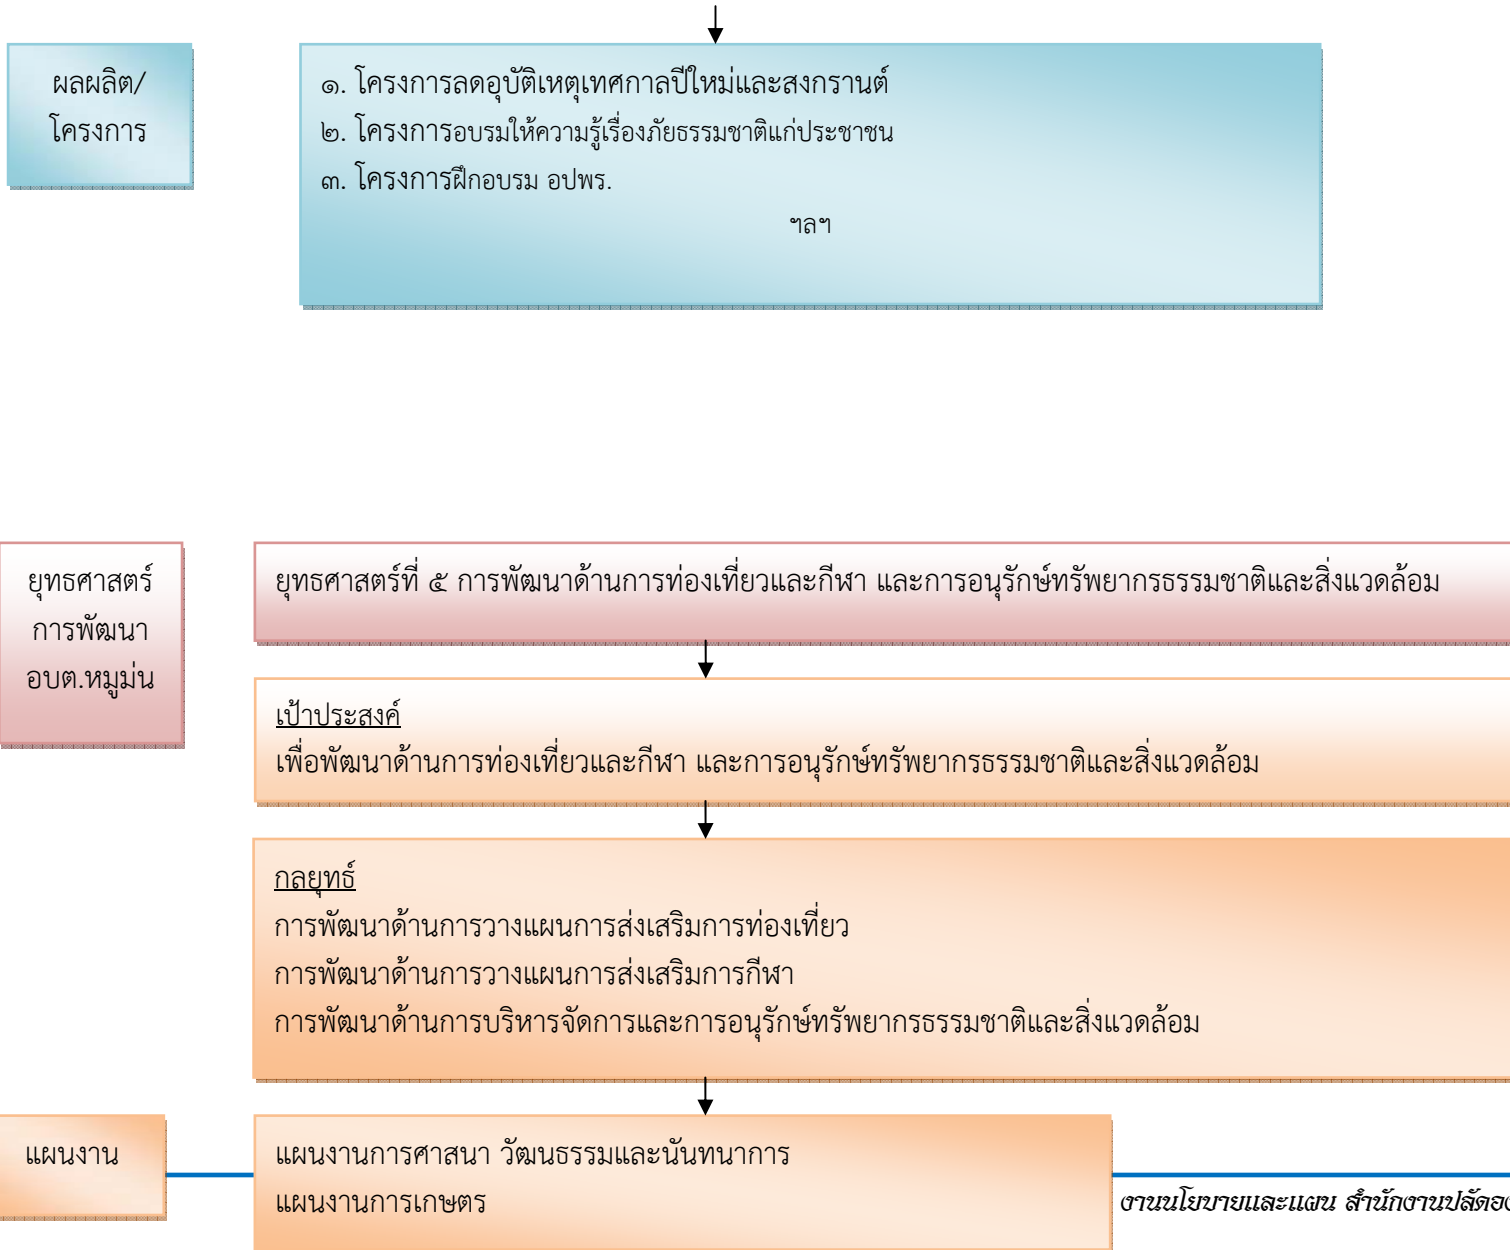 ผลผลิต/
โครงการ
๑. โครงการลดอุบัติเหตุเทศกาลปีใหม่และสงกรานต์
๒. โครงการอบรมให้ความรู้เรื่องภัยธรรมชาติแก่ประชาชน
๓. โครงการฝึกอบรม อปพร.
ฯลฯ
ยุทธศาสตร์
การพัฒนา
อบต.หมูม่น
ยุทธศาสตร์ที่ ๕ การพัฒนาด้านการท่องเที่ยวและกีฬา และการอนุรักษ์ทรัพยากรธรรมชาติและสิ่งแวดล้อม
เป้าประสงค์
เพื่อพัฒนาด้านการท่องเที่ยวและกีฬา และการอนุรักษ์ทรัพยากรธรรมชาติและสิ่งแวดล้อม
กลยุทธ์
การพัฒนาด้านการวางแผนการส่งเสริมการท่องเที่ยว
การพัฒนาด้านการวางแผนการส่งเสริมการกีฬา
การพัฒนาด้านการบริหารจัดการและการอนุรักษ์ทรัพยากรธรรมชาติและสิ่งแวดล้อม
แผนงาน
แผนงานการศาสนา วัฒนธรรมและนันทนาการ
แผนงานการเกษตร
งานนโยบายและแผน สำนักงานปลัด